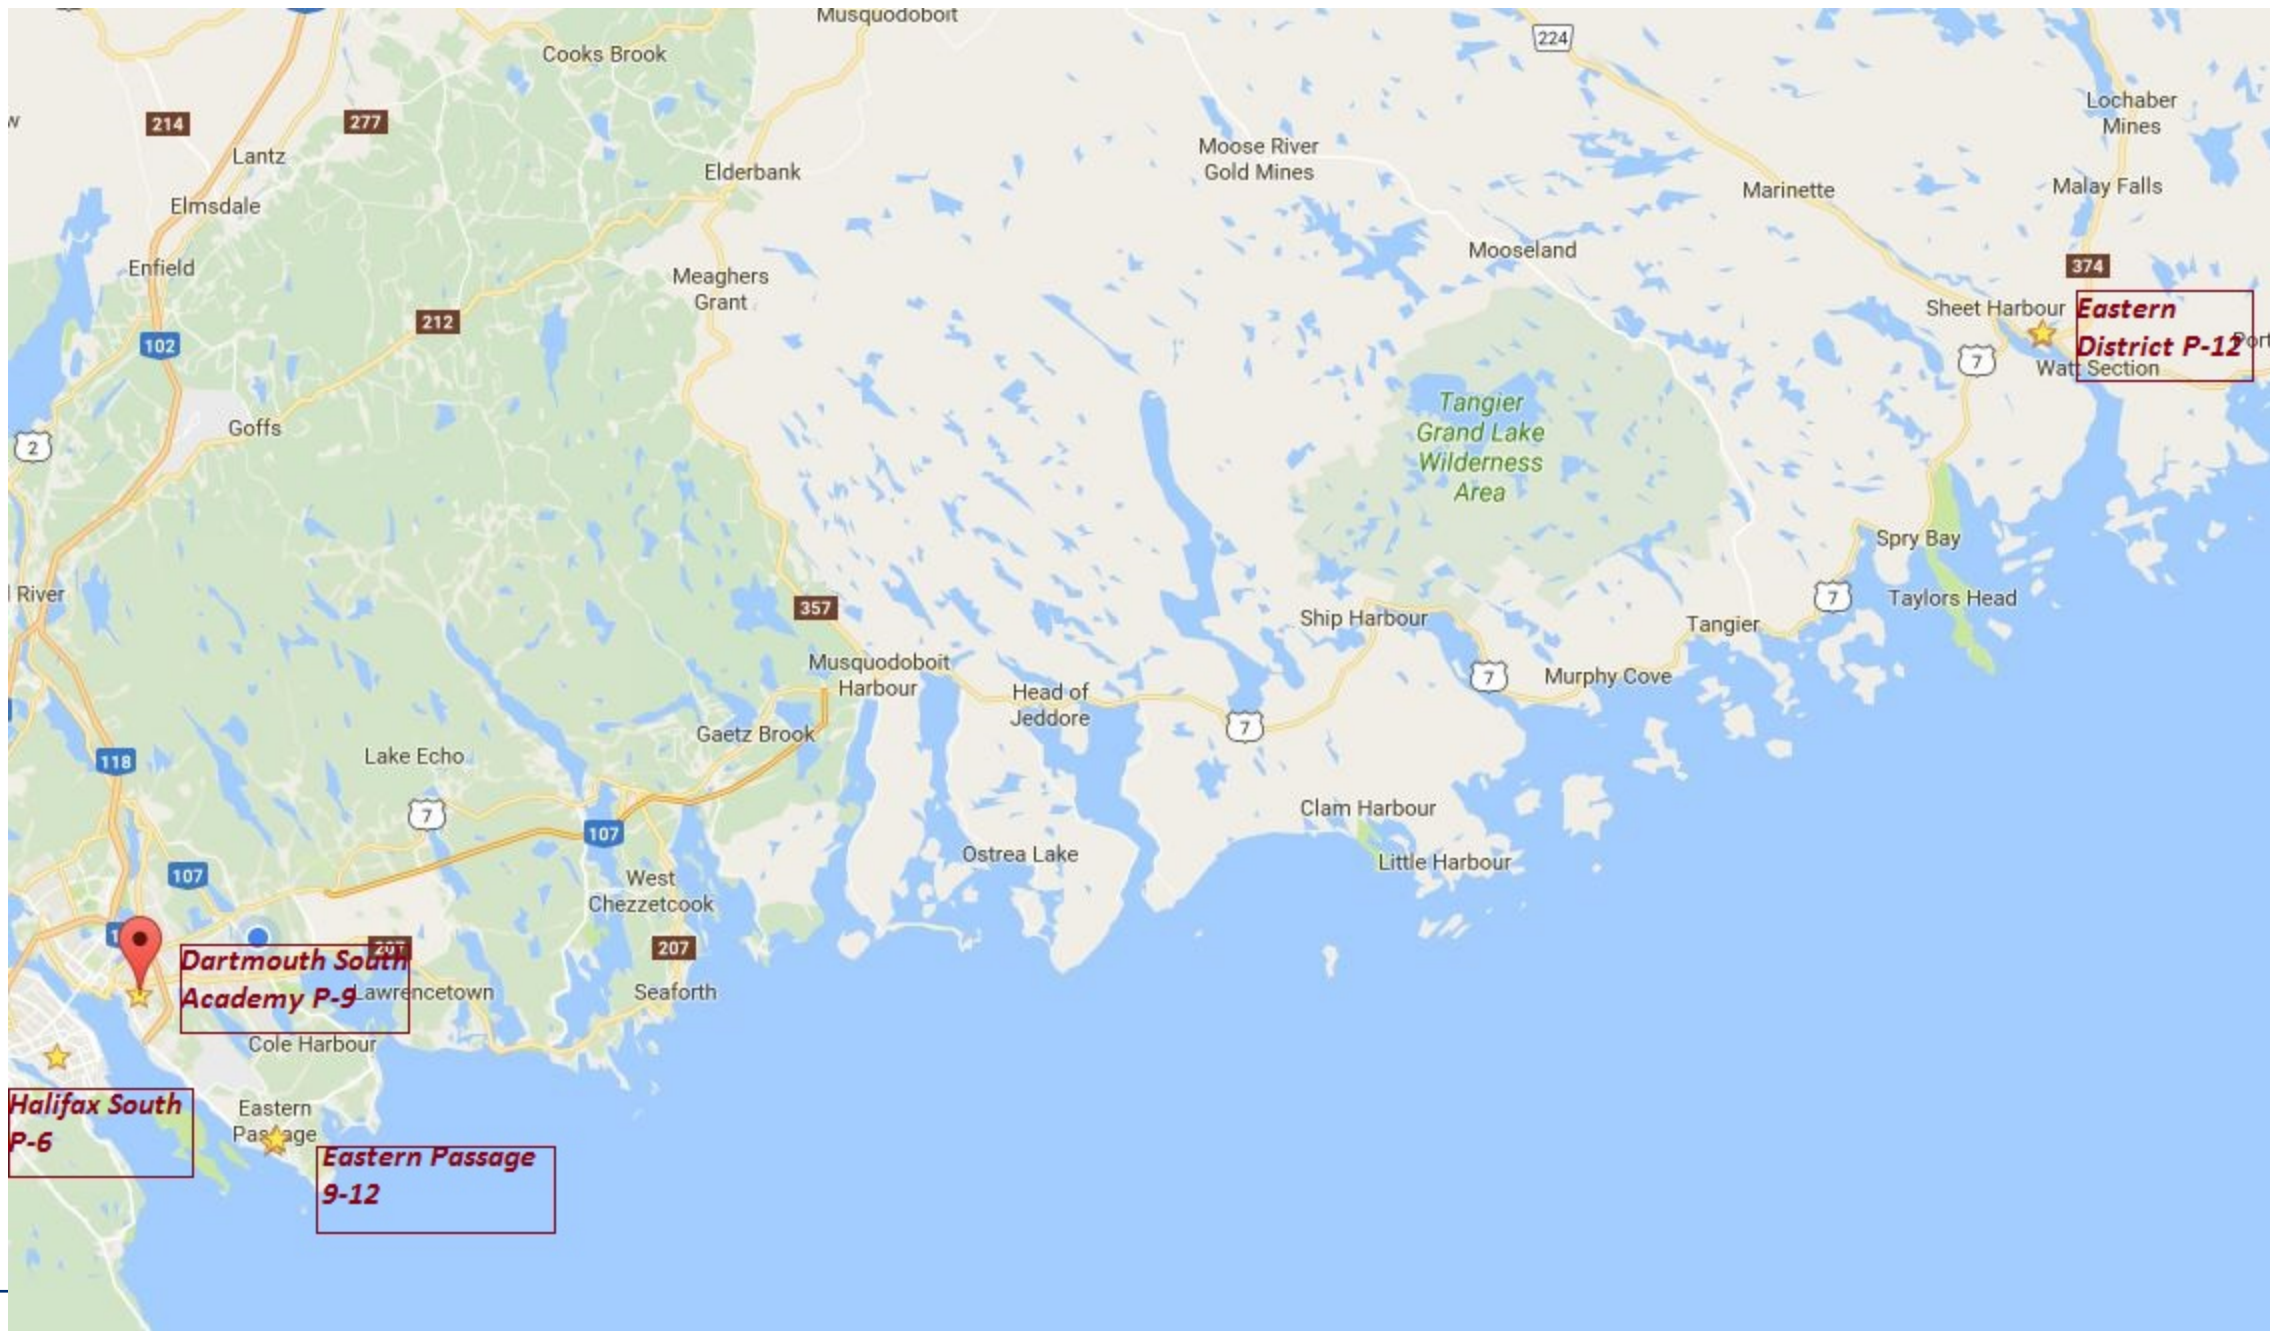 Musquodoboit
Cooks Brook
224
Lochaber
Mines
214
277
Lantz
Moose River
Gold Mines
Elderbank
Elmsdale
Marinette
Malay Falls
Mooseland
Enfield
Meaghers
Grant
374
212
Sheet Harbour
Eastern
District P-12
Port
102
7
Watt Section
Tangier
Grand Lake
Wilderness
Area
Goffs
2
Spry Bay
River
357
7
Taylors Head
Ship Harbour
Tangier
Musquodoboit
Harbour
Head of
Jeddore
7
Murphy Cove
7
Gaetz Brook
Lake Echo
118
7
107
Clam Harbour
Ostrea Lake
Little Harbour
107
West
Chezzetcook
207
207
Dartmouth South
Academy P-9
Lawrencetown
Seaforth
Cole Harbour
Halifax South
P-6
Eastern
Passage
Eastern Passage
9-12